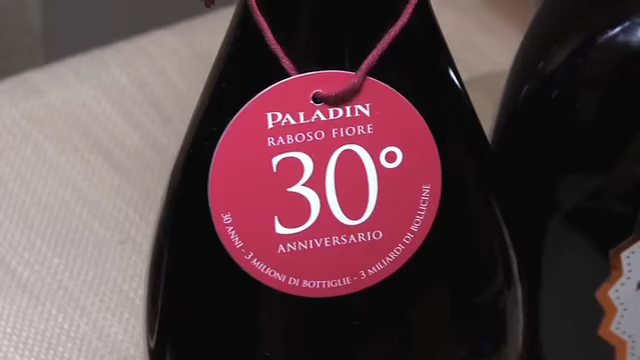 PALADIN
RABOSO FIORE
30°
ANNIVERSARIO
30 ANNI - 3 MILIONI DI BOTTIGLIE - 3 MILIARDI DI BOLLICINE